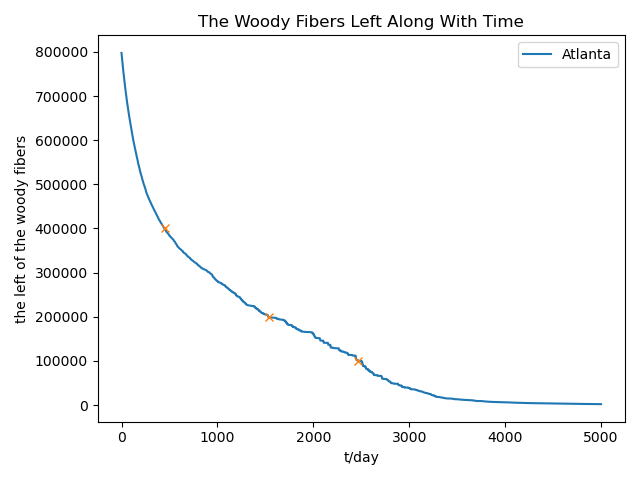 The Woody Fibers Left Along With Time
Atlanta
the left of the woody fibers
800000
700000
600000
500000
400000
300000
200000
100000
0
0 1000 2000 3000 4000 5000
t/day